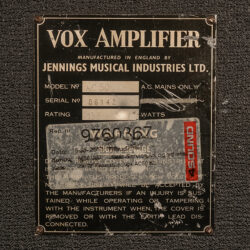 VOX AMPLIFIER
MANUFACTURED IN ENGLAND BY
JENNINGS MUSICAL INDUSTRIES LTD.
MODEL No A.C. MAINS ONLY
SERIAL No
RATING WATTS
9760367
THE MANUFACTURERS IF AN INJURY IS SUS-
TAINED WHILE OPERATING OR TAMPERING
WITH THE INSTRUMENT WHEN THE COVER IS
REMOVED OR WITH THE EARTH LEAD DIS-
CONNECTED.